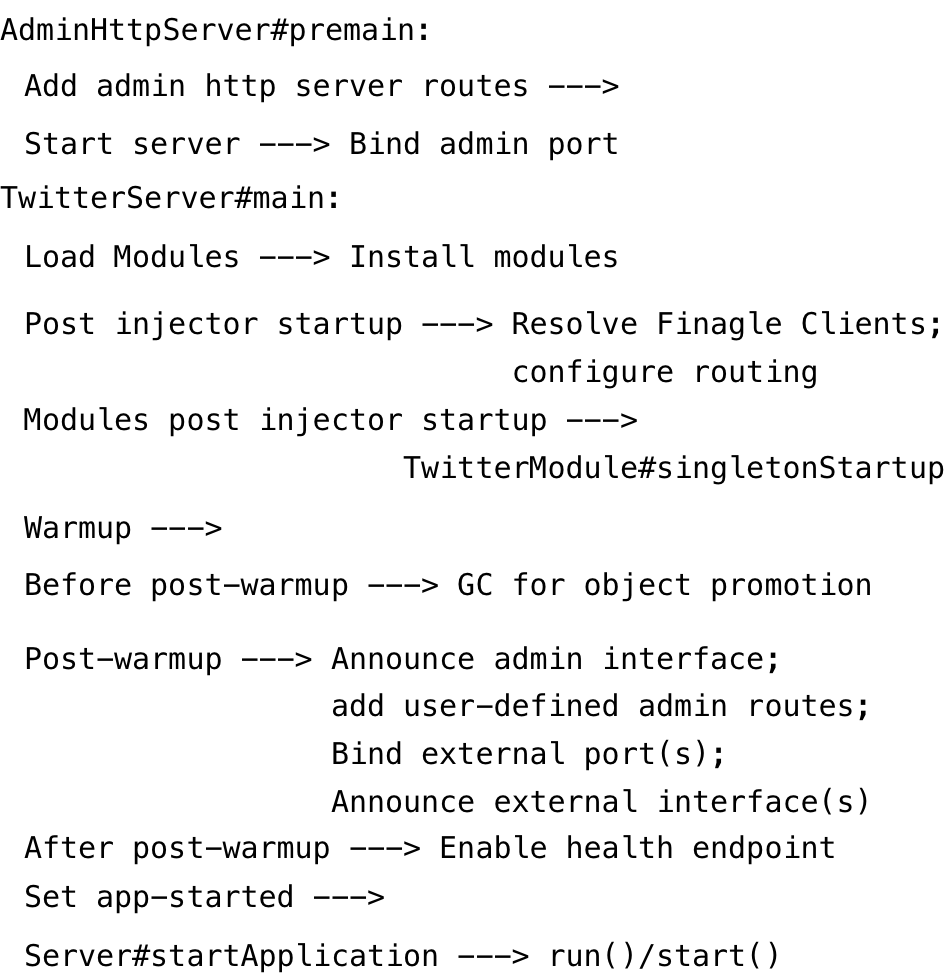 AdminHttpServer#premain:
Add admin http server routes --->
Start server ---> Bind admin port
TwitterServer#main:
Load Modules ---> Install modules
Post injector startup ---> Resolve Finagle Clients;
configure routing
Modules post injector startup --->
TwitterModule#singletonStartup
Warmup --->
Before post-warmup ---> GC for object promotion
Post-warmup ---> Announce admin interface;
add user-defined admin routes;
Bind external port(s);
Announce external interface(s)
After post-warmup ---> Enable health endpoint
Set app-started --->
Server#startApplication ---> run()/start()